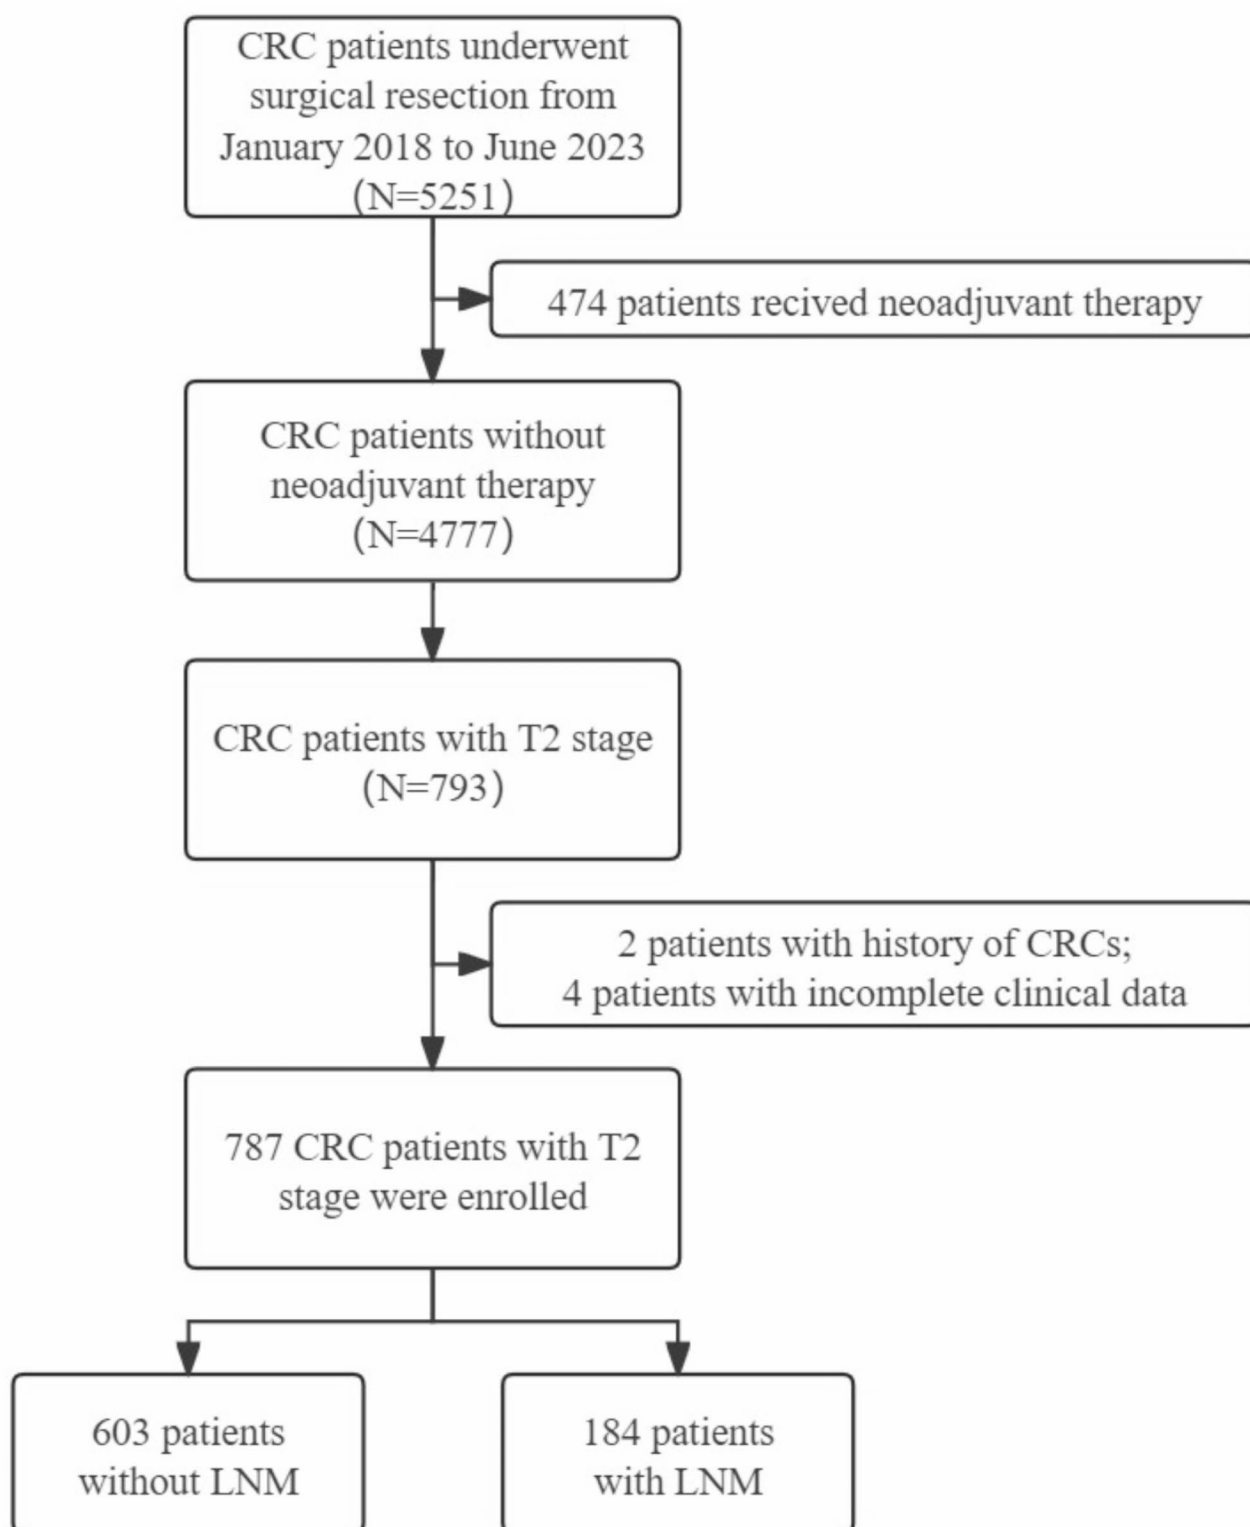 CRC patients underwent
surgical resection from
January 2018 to June 2023
(N=5251)
474 patients recived neoadjuvant therapy
CRC patients without
neoadjuvant therapy
(N=4777)
CRC patients with T2 stage
(N=793)
2 patients with history of CRCs;
4 patients with incomplete clinical data
787 CRC patients with T2
stage were enrolled
603 patients
without LNM
184 patients
with LNM